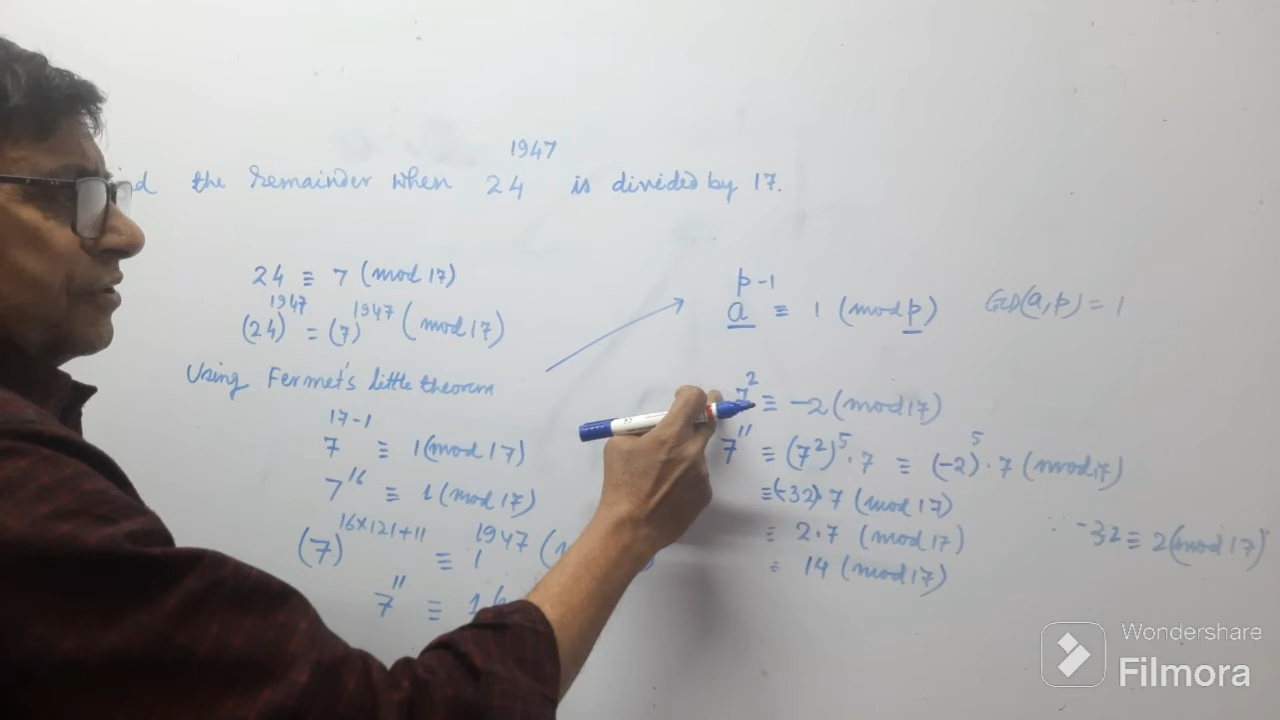 the remainder when 24^1947 is divided by 17.
24 ≡ 7 (mod 17)
(24)^1947 ≡ (7)^1947 (mod 17)
Using Fermet's little theorem
7^17-1 ≡ 1 (mod 17)
7^16 ≡ 1 (mod 17)
(7)^16×121+11 ≡ 1^1947
7^11 ≡
a^p-1 ≡ 1 (mod p) GCD(a, p) = 1
7^2 ≡ -2 (mod 17)
7^11 ≡ (7^2)^5 · 7 ≡ (-2)^5 · 7 (mod 17)
≡ (-32) · 7 (mod 17)
≡ 2 · 7 (mod 17)
∵ -32 ≡ 2 (mod 17)
≡ 14 (mod 17)
Wondershare
Filmora